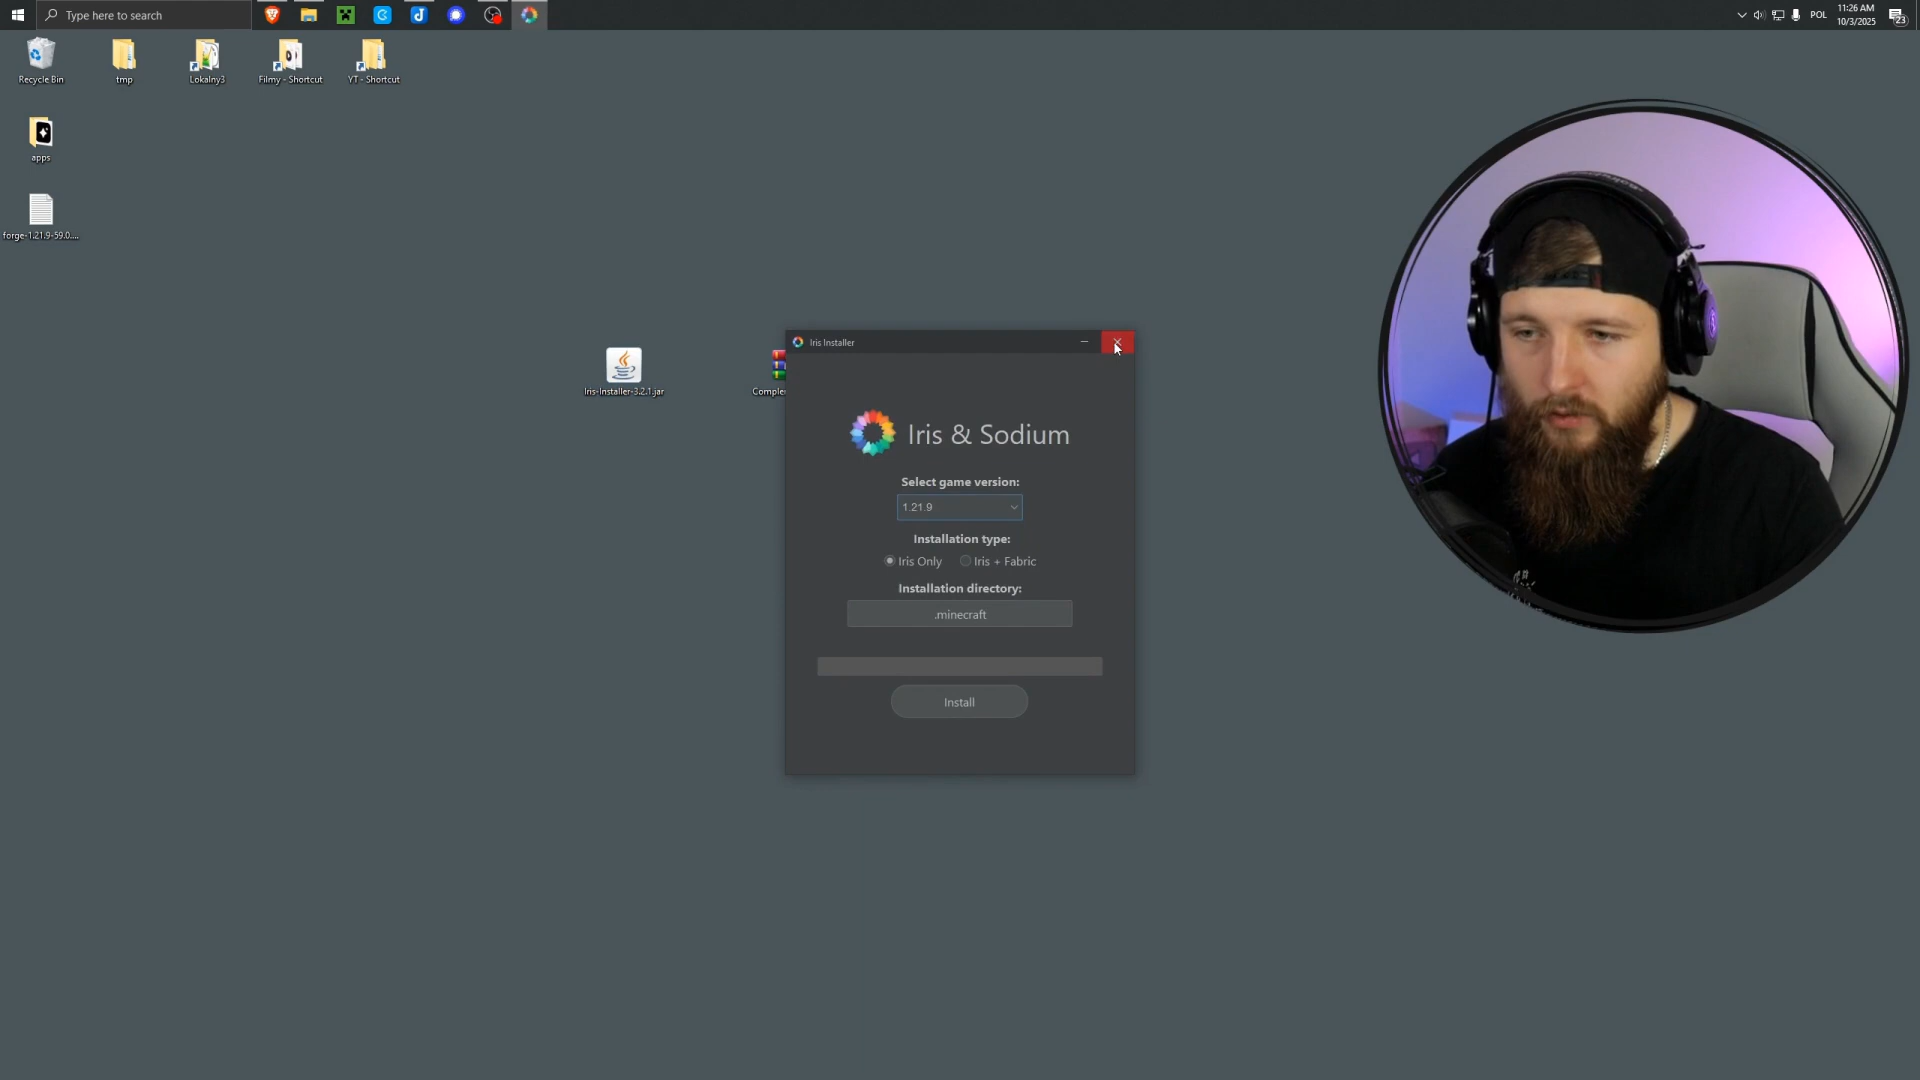 Type here to search
POL
11:26 AM
10/3/2025
23
Recycle Bin
tmp
Lokalny3
Filmy - Shortcut
YT - Shortcut
apps
forge-1.21.9-59.0....
Iris-Installer-3.2.1.jar
Comple
Iris Installer
Iris & Sodium
Select game version:
1.21.9
Installation type:
Iris Only
Iris + Fabric
Installation directory:
.minecraft
Install